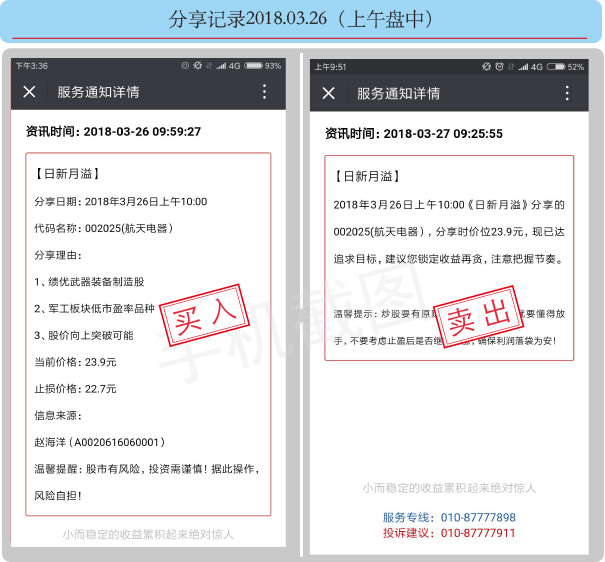 分享记录2018.03.26（上午盘中）
下午3:36
4G
93%
服务通知详情
资讯时间: 2018-03-26 09:59:27
【日新月溢】
分享日期: 2018年3月26日上午10:00
代码名称: 002025(航天电器)
分享理由:
1、绩优武器装备制造股
2、军工板块低市盈率品种
3、股价向上突破可能
当前价格: 23.9元
止损价格: 22.7元
信息来源:
赵海洋（A0020616060001）
温馨提醒: 股市有风险，投资需谨慎！据此操作，
风险自担！
买入
小而稳定的收益累积起来绝对惊人
上午9:51
4G
52%
服务通知详情
资讯时间: 2018-03-27 09:25:55
【日新月溢】
2018年3月26日上午10:00《日新月溢》分享的
002025(航天电器)，分享时价位23.9元，现已达
追求目标，建议您锁定收益再贪，注意把握节奏。
温馨提示: 炒股要有原 就要懂得放
手，不要考虑止盈后是否继 ，确保利润落袋为安！
卖出
小而稳定的收益累积起来绝对惊人
服务专线: 010-87777898
投诉建议: 010-87777911
手机截图